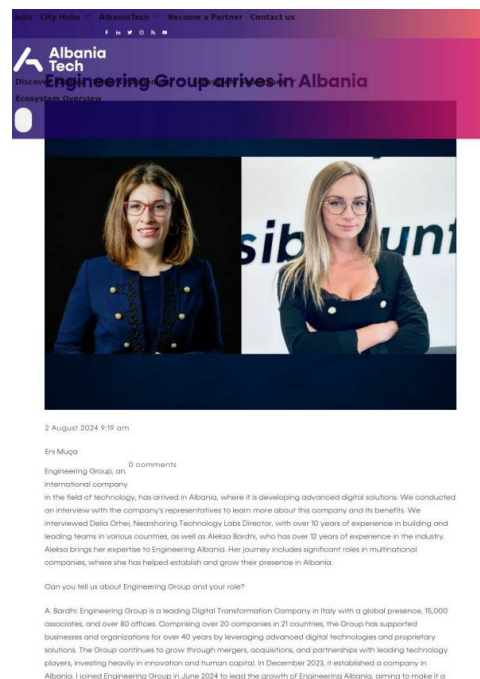 Jobs City Hubs AlbaniaTech Become a Partner Contact us
Albania
Tech
Engineering Group arrives in Albania
Ecosystem Overview
sib unt
2 August 2024 9:19 am
Eni Muça
0 comments
Engineering Group, an
international company
in the field of technology, has arrived in Albania, where it is developing advanced digital solutions. We conducted
an interview with the company's representatives to learn more about this company and its benefits. We
interviewed Delia Orhei, Nearshoring Technology Labs Director, with over 10 years of experience in building and
leading teams in various countries, as well as Aleksa Bardhi, who has over 12 years of experience in the industry.
Aleksa brings her expertise to Engineering Albania. Her journey includes significant roles in multinational
companies, where she has helped establish and grow their presence in Albania.
Can you tell us about Engineering Group and your role?
A. Bardhi: Engineering Group is a leading Digital Transformation Company in Italy with a global presence, 15,000
associates, and over 80 offices. Comprising over 20 companies in 21 countries, the Group has supported
businesses and organizations for over 40 years by leveraging advanced digital technologies and proprietary
solutions. The Group continues to grow through mergers, acquisitions, and partnerships with leading technology
players, investing heavily in innovation and human capital. In December 2023, it established a company in
Albania. I joined Engineering Group in June 2024 to lead the growth of Engineering Albania, aiming to make it a